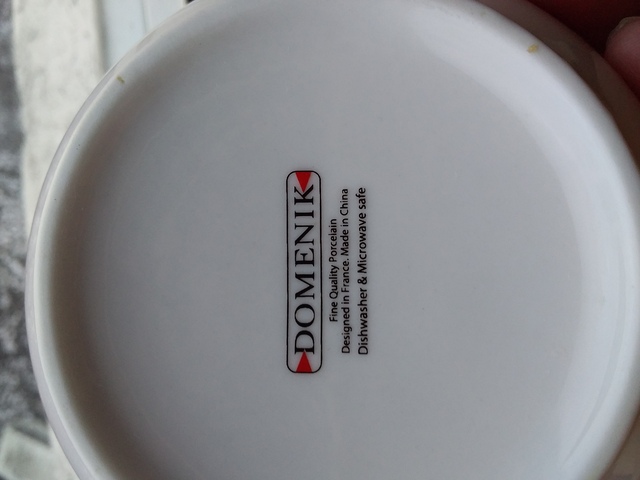 DOMENIK
Fine Quality Porcelain
Designed in France. Made in China
Dishwasher & Microwave safe